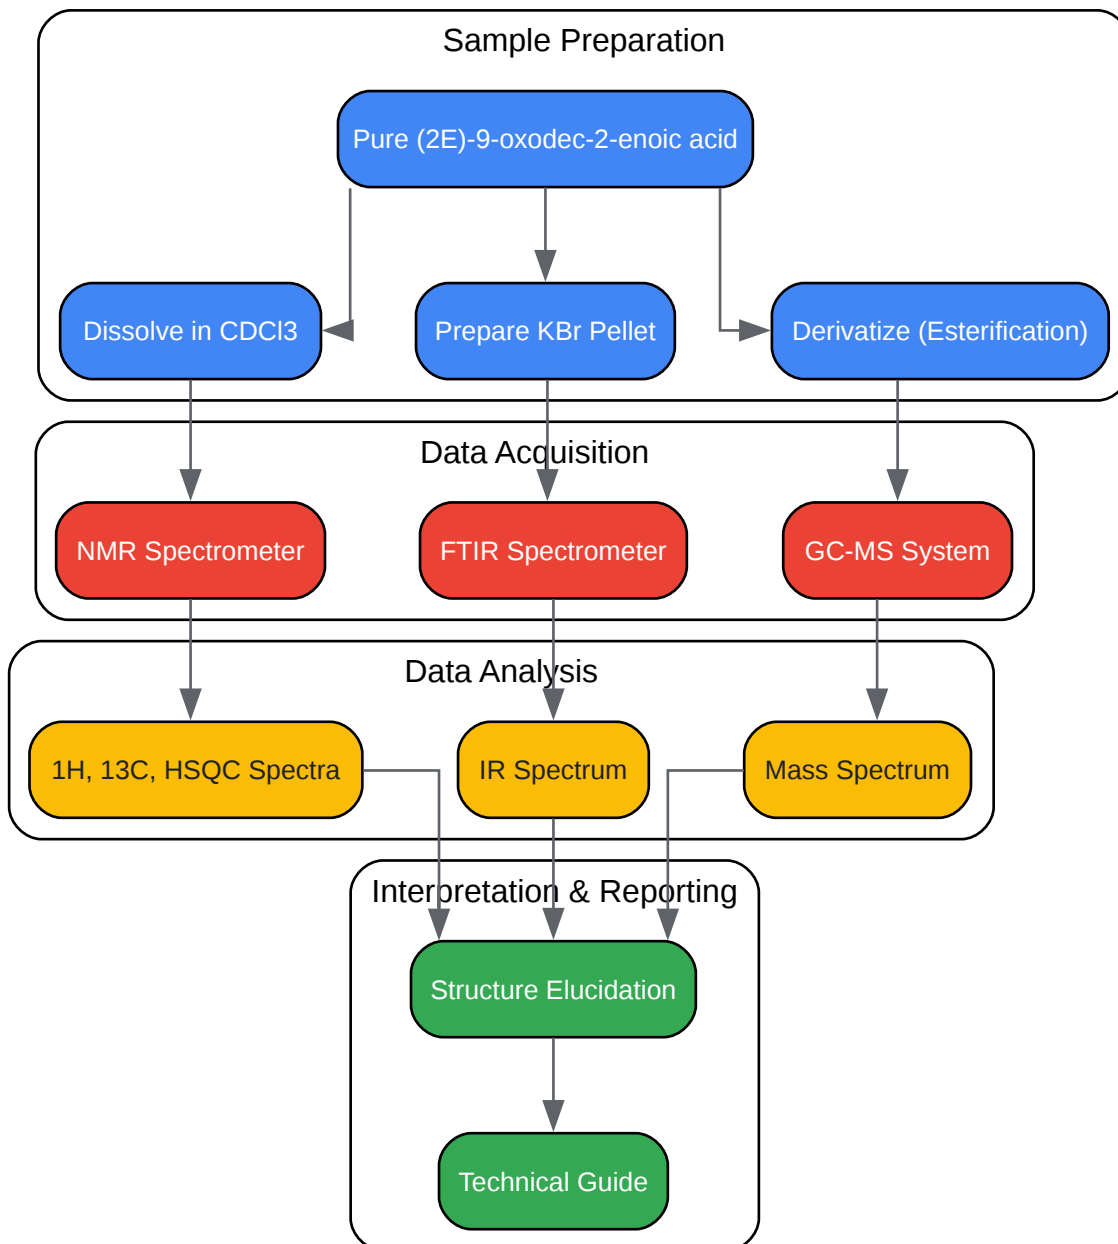 Sample Preparation
Pure (2E)-9-oxodec-2-enoic acid
Dissolve in CDCl3
Prepare KBr Pellet
Derivatize (Esterification)
Data Acquisition
NMR Spectrometer
FTIR Spectrometer
GC-MS System
Data Analysis
1H, 13C, HSQC Spectra
IR Spectrum
Mass Spectrum
Interpretation & Reporting
Structure Elucidation
Technical Guide